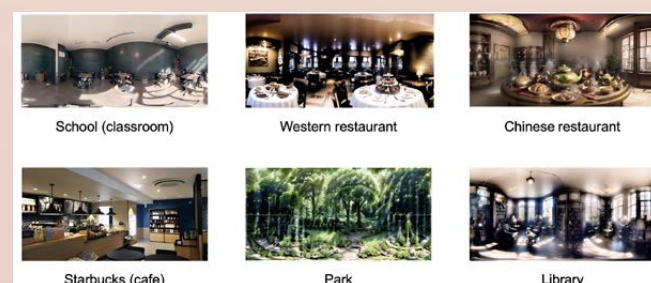 School (classroom)
Western restaurant
Chinese restaurant
Starbucks (cafe)
Park
Library